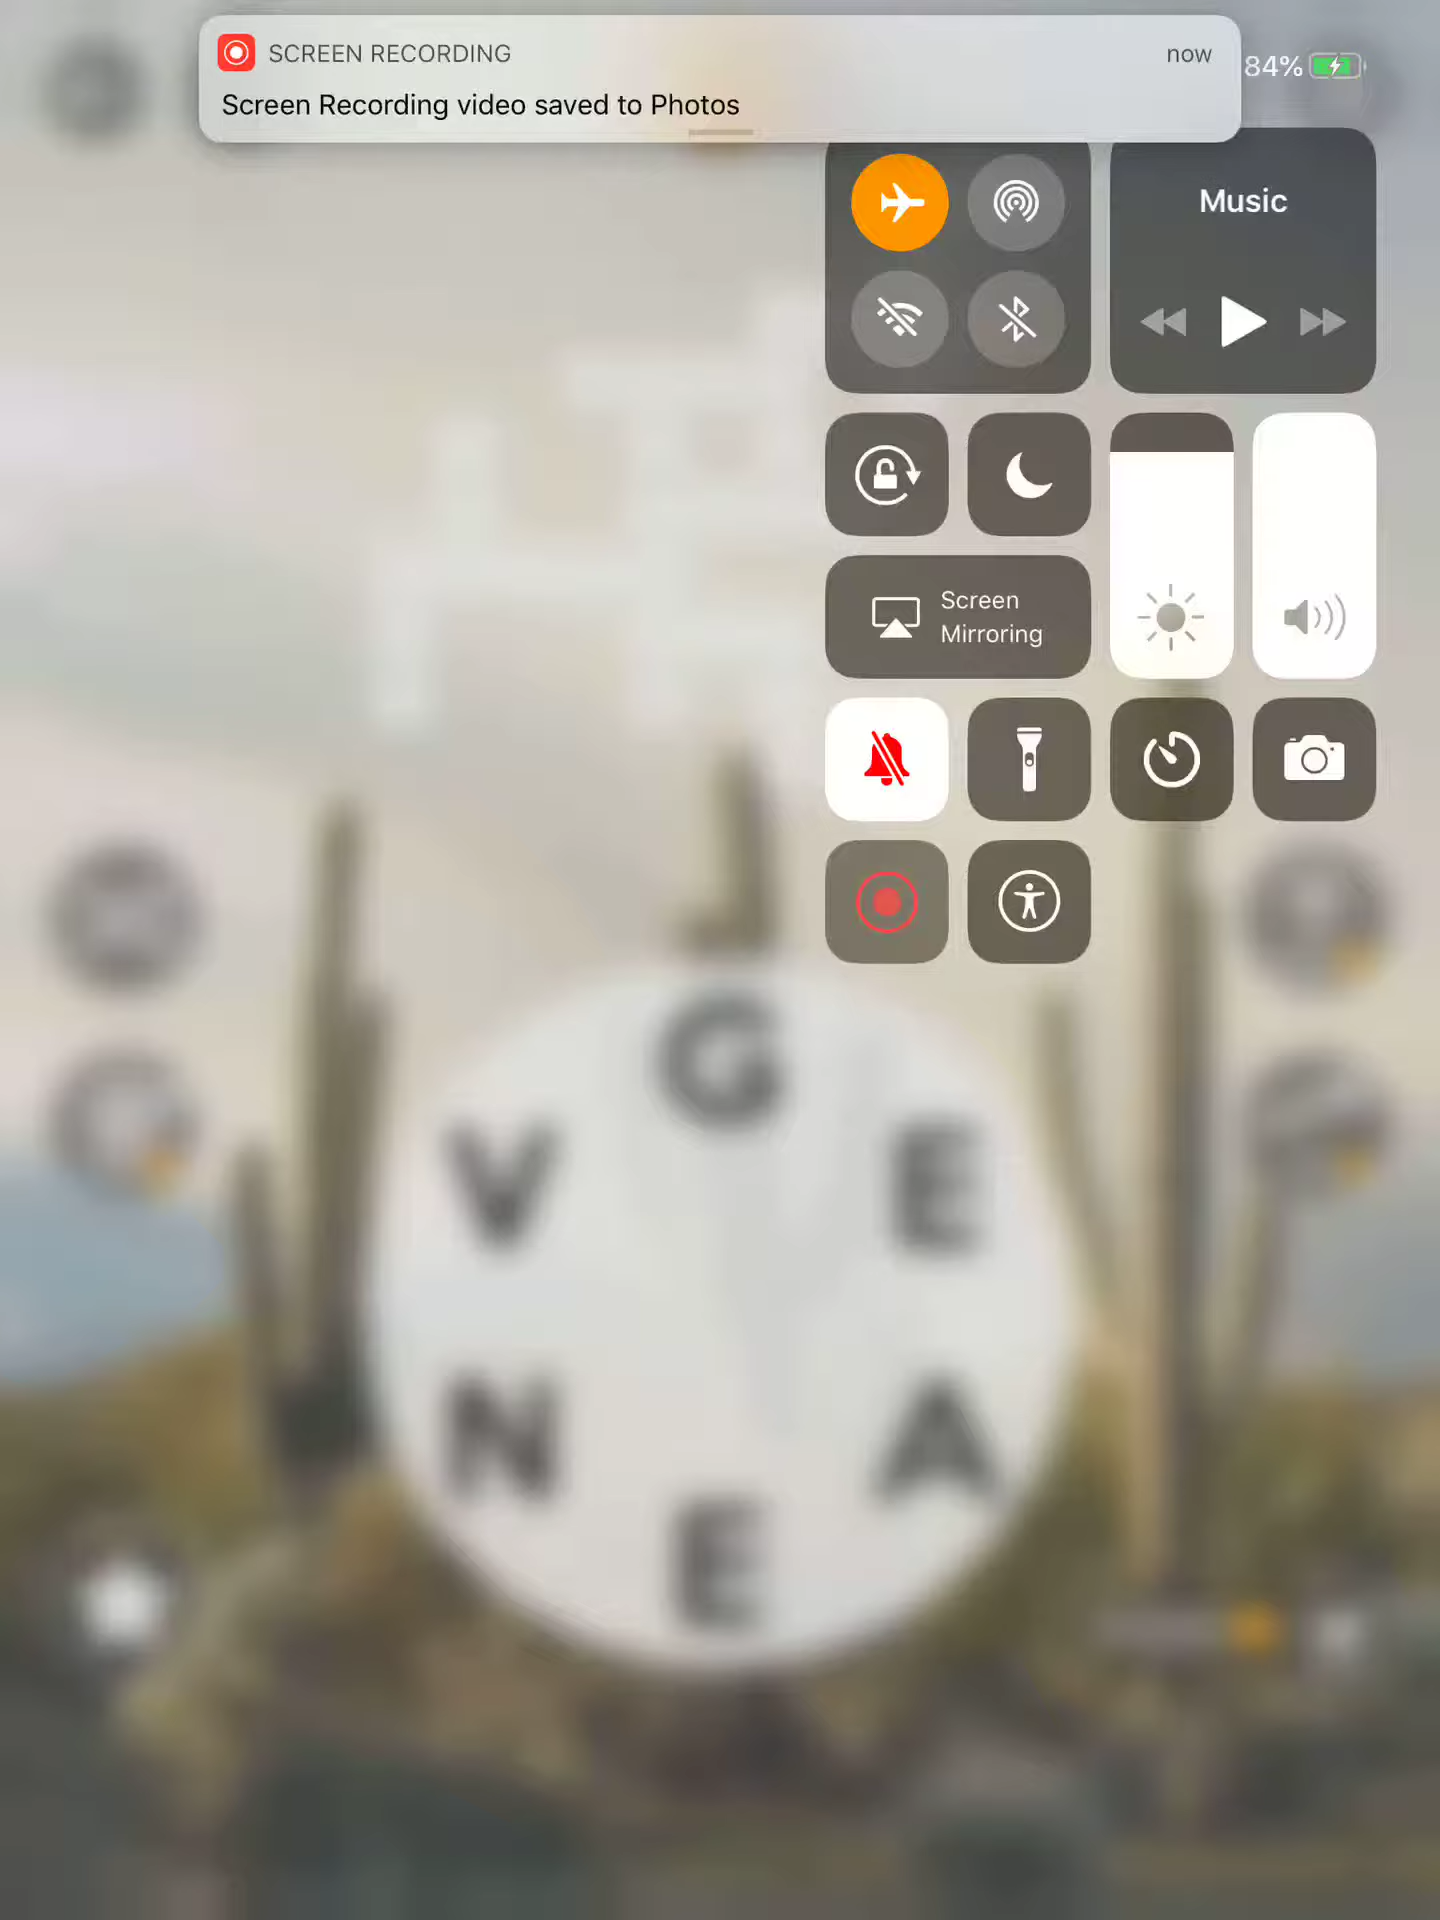 SCREEN RECORDING now
Screen Recording video saved to Photos
84%
Music
Screen
Mirroring
G
V E
N A
E